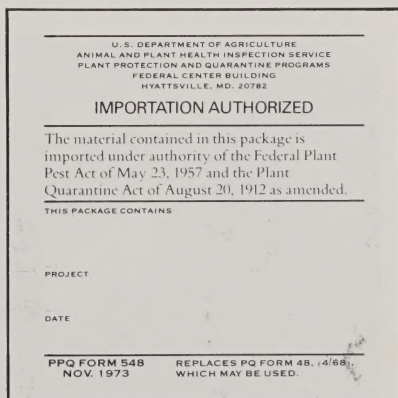 U.S. DEPARTMENT OF AGRICULTURE
ANIMAL AND PLANT HEALTH INSPECTION SERVICE
PLANT PROTECTION AND QUARANTINE PROGRAMS
FEDERAL CENTER BUILDING
HYATTSVILLE, MD. 20782
IMPORTATION AUTHORIZED
The material contained in this package is
imported under authority of the Federal Plant
Pest Act of May 23, 1957 and the Plant
Quarantine Act of August 20, 1912 as amended.
THIS PACKAGE CONTAINS
PROJECT
DATE
PPQ FORM 548 REPLACES PQ FORM 48, (4/68),
NOV. 1973 WHICH MAY BE USED.